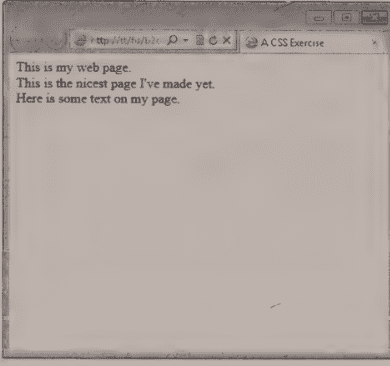 A CSS Exercise
This is my web page.
This is the nicest page I've made yet.
Here is some text on my page.